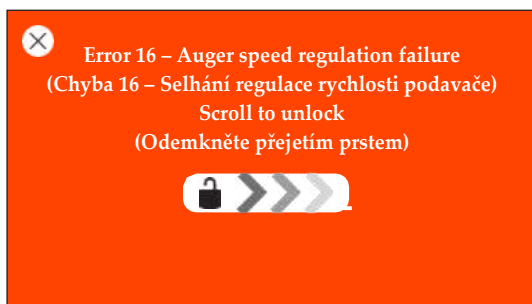 Error 16 – Auger speed regulation failure
(Chyba 16 – Selhání regulace rychlosti podavače)
Scroll to unlock
(Odemkněte přejetím prstem)